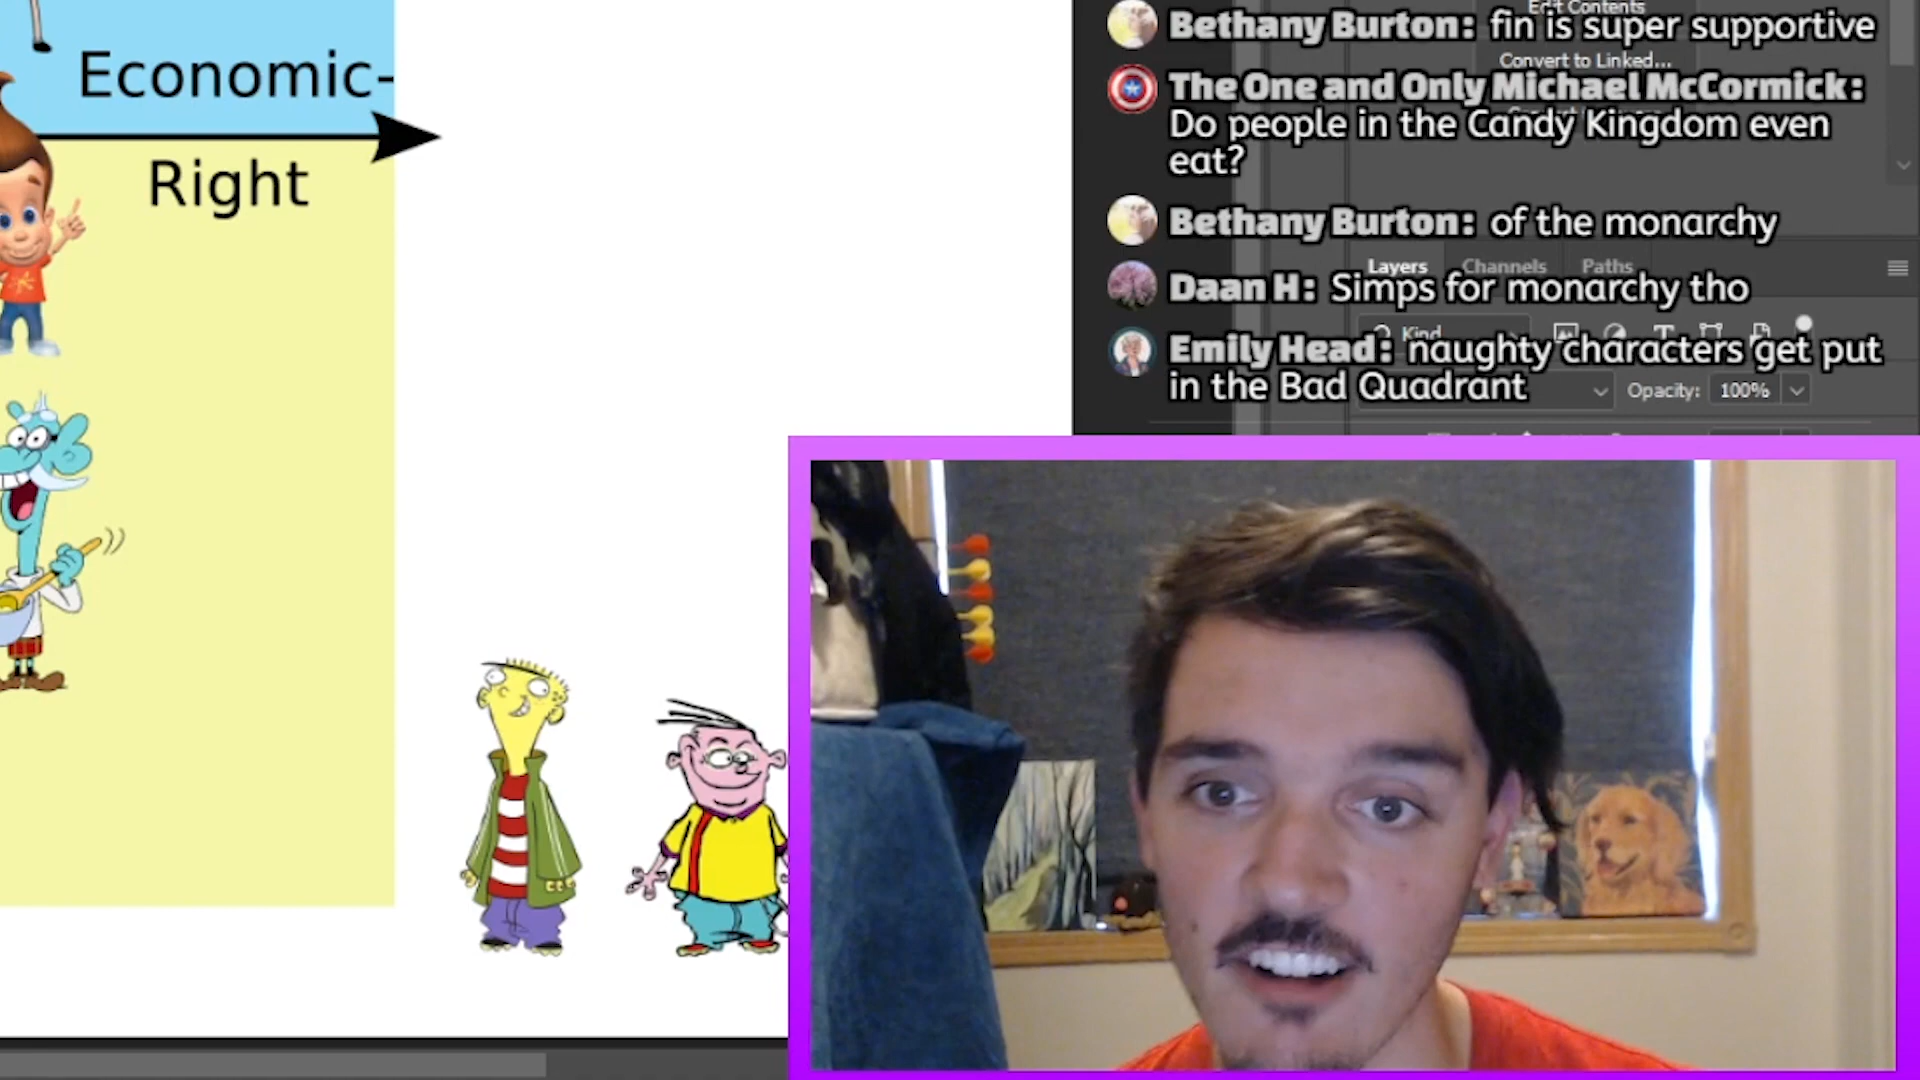 Economic-
Right
Edit Contents
Bethany Burton: fin is super supportive
Convert to Linked...
The One and Only Michael McCormick:
Do people in the Candy Kingdom even
eat?
Bethany Burton: of the monarchy
Layers Channels Paths
Daan H: Simps for monarchy tho
Kind
Emily Head: naughty characters get put
in the Bad Quadrant
Opacity: 100%